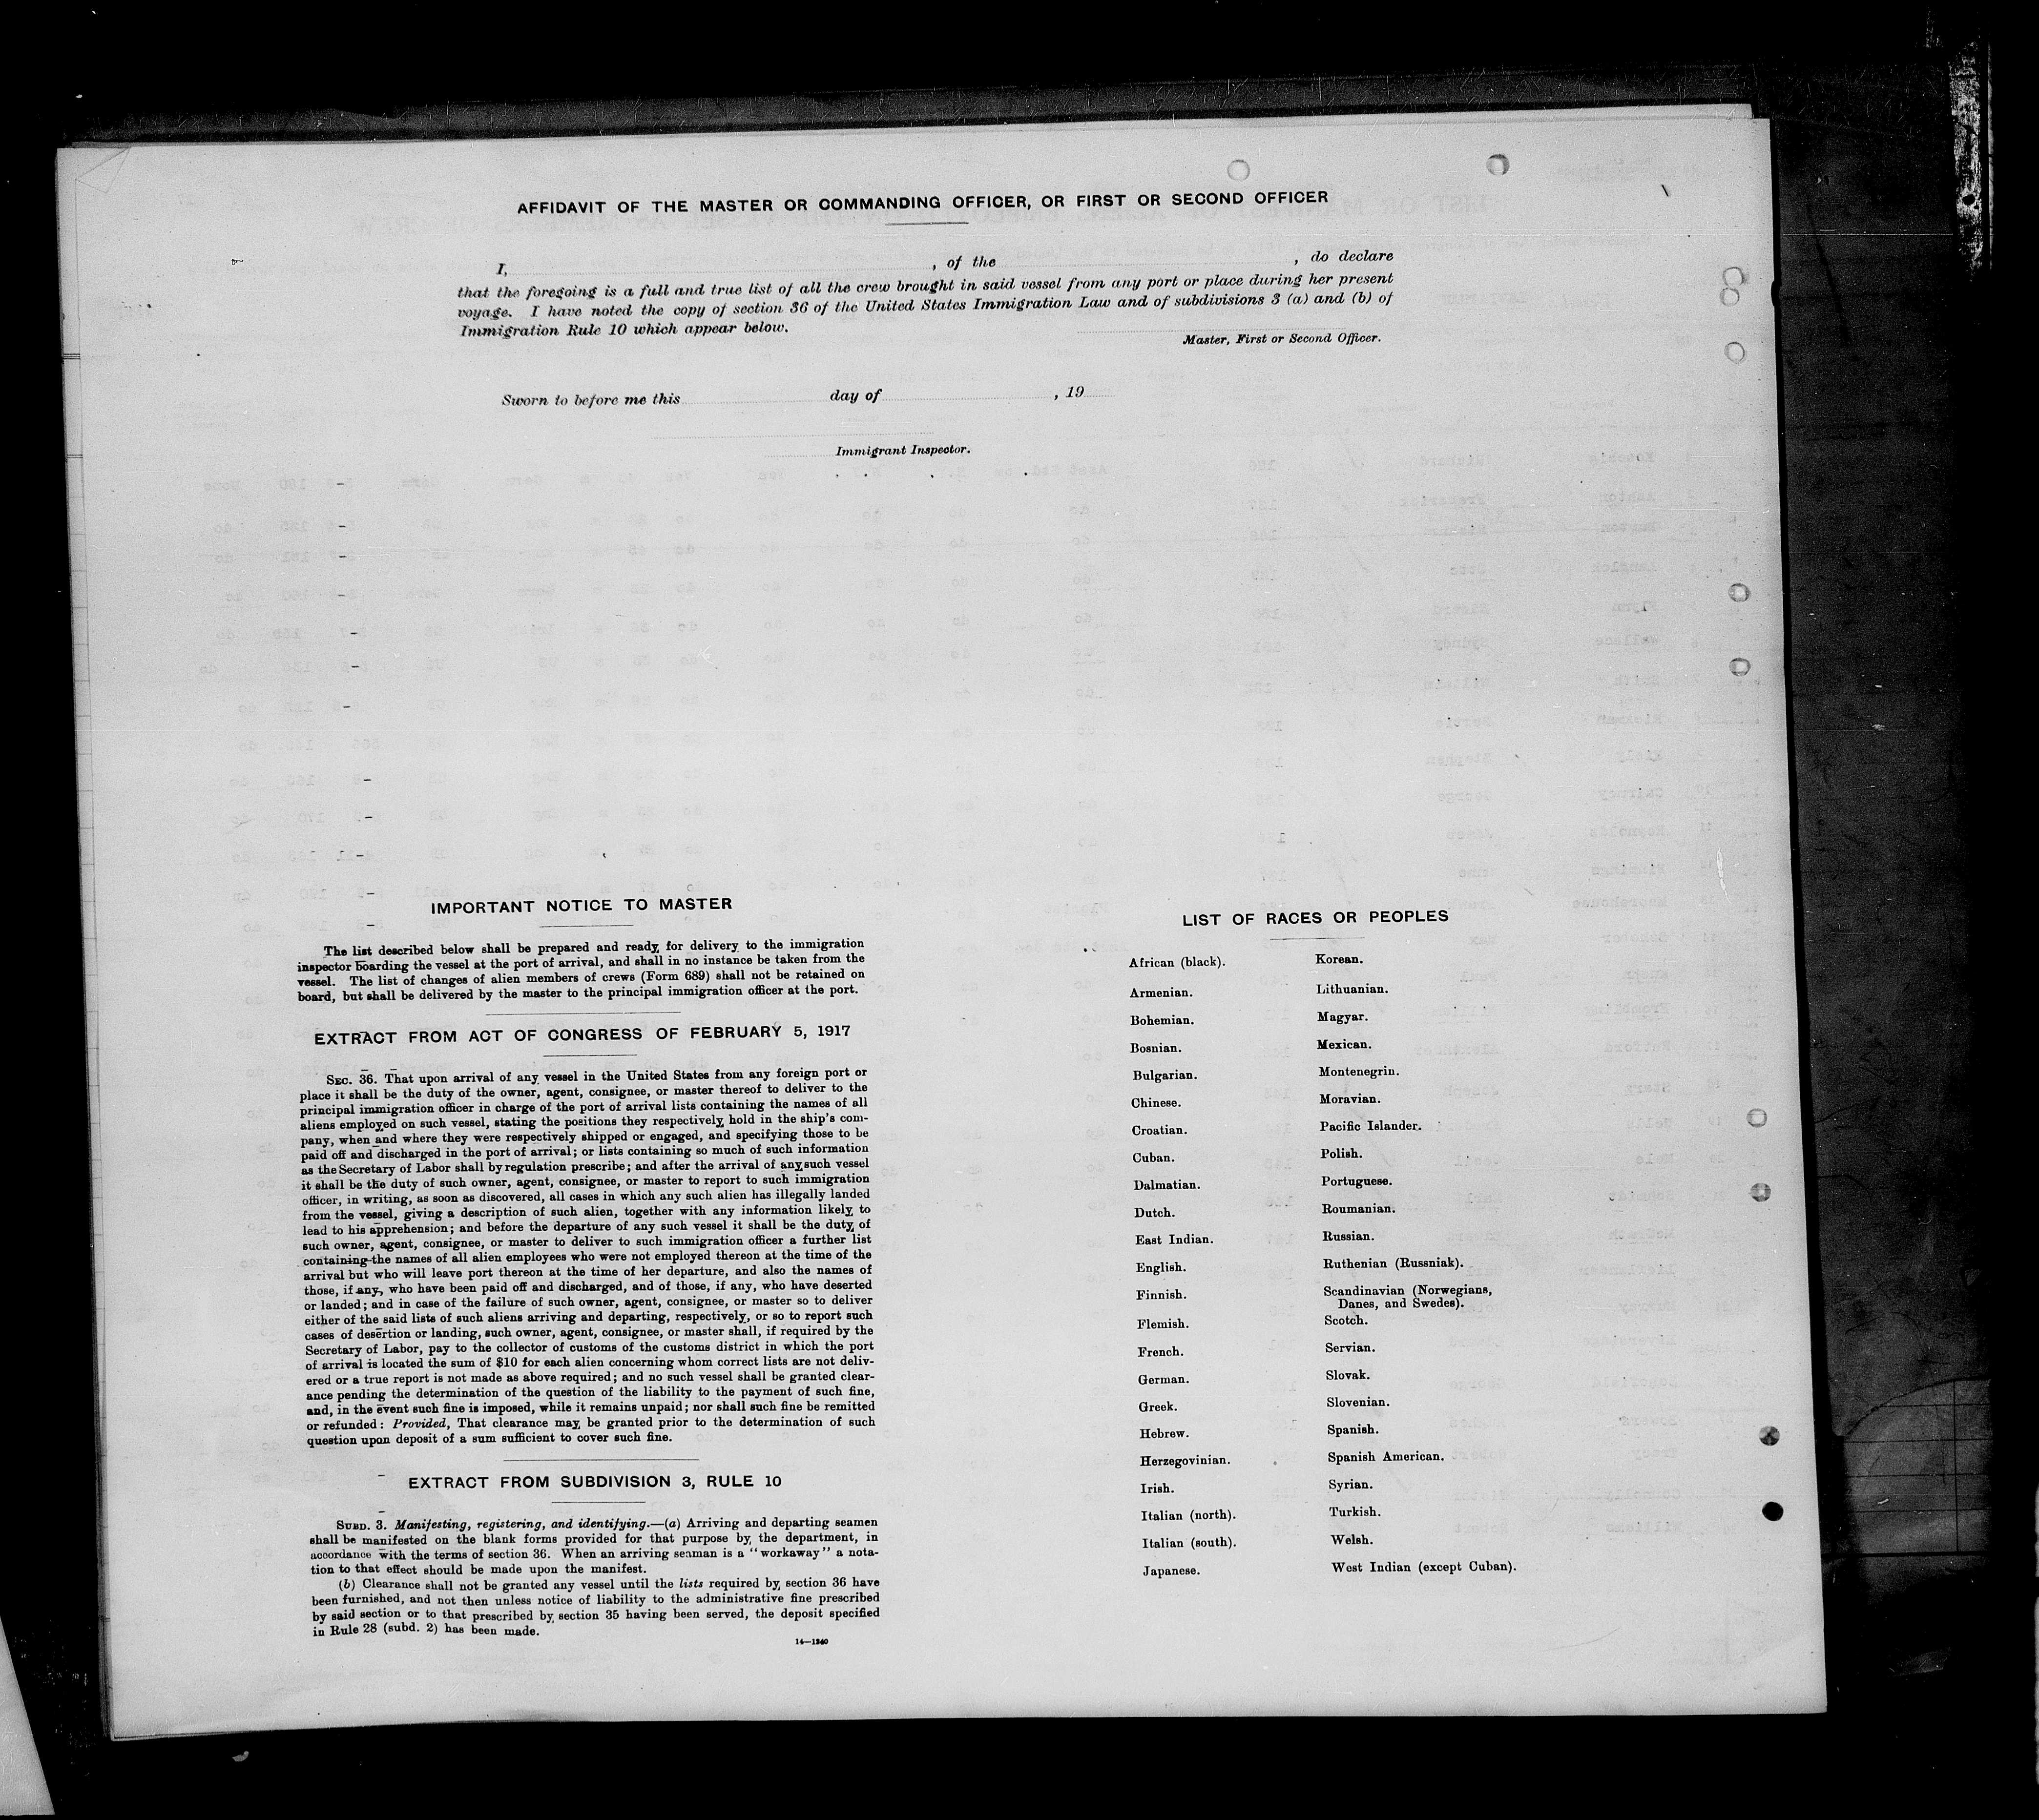 AFFIDAVIT OF THE MASTER OR COMMANDING OFFICER, OR FIRST OR SECOND OFFICER
I, , of the , do declare
that the foregoing is a full and true list of all the crew brought in said vessel from any port or place during her present
voyage. I have noted the copy of section 36 of the United States Immigration Law and of subdivisions 3 (a) and (b) of
Immigration Rule 10 which appear below.
Master, First or Second Officer.
Sworn to before me this day of , 19
Immigrant Inspector.
IMPORTANT NOTICE TO MASTER
The list described below shall be prepared and ready for delivery to the immigration
inspector boarding the vessel at the port of arrival, and shall in no instance be taken from the
vessel. The list of changes of alien members of crews (Form 689) shall not be retained on
board, but shall be delivered by the master to the principal immigration officer at the port.
EXTRACT FROM ACT OF CONGRESS OF FEBRUARY 5, 1917
SEC. 36. That upon arrival of any vessel in the United States from any foreign port or
place it shall be the duty of the owner, agent, consignee, or master thereof to deliver to the
principal immigration officer in charge of the port of arrival lists containing the names of all
aliens employed on such vessel, stating the positions they respectively hold in the ship's com-
pany, when and where they were respectively shipped or engaged, and specifying those to be
paid off and discharged in the port of arrival; or lists containing so much of such information
as the Secretary of Labor shall by regulation prescribe; and after the arrival of any such vessel
it shall be the duty of such owner, agent, consignee, or master to report to such immigration
officer, in writing, as soon as discovered, all cases in which any such alien has illegally landed
from the vessel, giving a description of such alien, together with any information likely to
lead to his apprehension; and before the departure of any such vessel it shall be the duty of
such owner, agent, consignee, or master to deliver to such immigration officer a further list
containing the names of all alien employees who were not employed thereon at the time of the
arrival but who will leave port thereon at the time of her departure, and also the names of
those, if any, who have been paid off and discharged, and of those, if any, who have deserted
or landed; and in case of the failure of such owner, agent, consignee, or master so to deliver
either of the said lists of such aliens arriving and departing, respectively, or so to report such
cases of desertion or landing, such owner, agent, consignee, or master shall, if required by the
Secretary of Labor, pay to the collector of customs of the customs district in which the port
of arrival is located the sum of $10 for each alien concerning whom correct lists are not deliv-
ered or a true report is not made as above required; and no such vessel shall be granted clear-
ance pending the determination of the question of the liability to the payment of such fine,
and, in the event such fine is imposed, while it remains unpaid; nor shall such fine be remitted
or refunded: Provided, That clearance may be granted prior to the determination of such
question upon deposit of a sum sufficient to cover such fine.
EXTRACT FROM SUBDIVISION 3, RULE 10
SUBD. 3. Manifesting, registering, and identifying.—(a) Arriving and departing seamen
shall be manifested on the blank forms provided for that purpose by the department, in
accordance with the terms of section 36. When an arriving seaman is a "workaway" a nota-
tion to that effect should be made upon the manifest.
(b) Clearance shall not be granted any vessel until the lists required by section 36 have
been furnished, and not then unless notice of liability to the administrative fine prescribed
by said section or to that prescribed by section 35 having been served, the deposit specified
in Rule 28 (subd. 2) has been made.
14—1240
LIST OF RACES OR PEOPLES
African (black).
Armenian.
Bohemian.
Bosnian.
Bulgarian.
Chinese.
Croatian.
Cuban.
Dalmatian.
Dutch.
East Indian.
English.
Finnish.
Flemish.
French.
German.
Greek.
Hebrew.
Herzegovinian.
Irish.
Italian (north).
Italian (south).
Japanese.
Korean.
Lithuanian.
Magyar.
Mexican.
Montenegrin.
Moravian.
Pacific Islander.
Polish.
Portuguese.
Roumanian.
Russian.
Ruthenian (Russniak).
Scandinavian (Norwegians,
Danes, and Swedes).
Scotch.
Servian.
Slovak.
Slovenian.
Spanish.
Spanish American.
Syrian.
Turkish.
Welsh.
West Indian (except Cuban).